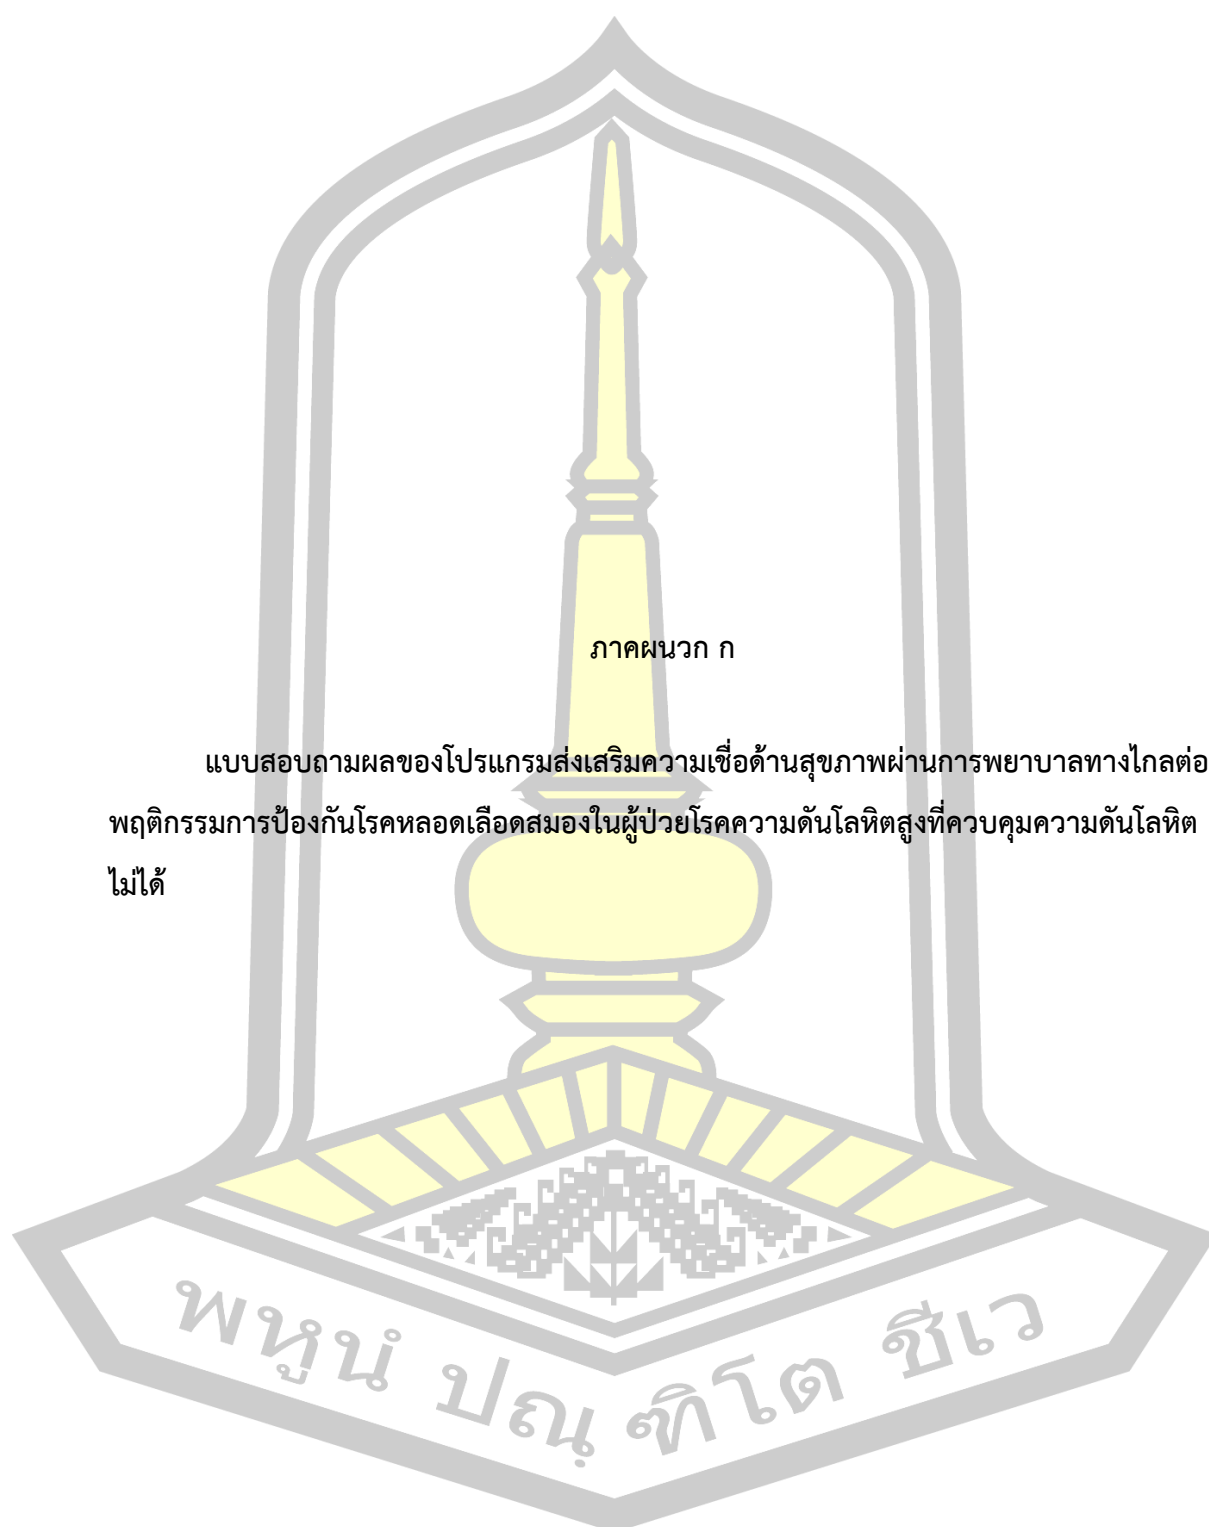 ภาคผนวก ก
แบบสอบถามผลของโปรแกรมส่งเสริมความเชื่อด้านสุขภาพผ่านการพยาบาลทางไกลต่อ
พฤติกรรมการป้องกันโรคหลอดเลือดสมองในผู้ป่วยโรคความดันโลหิตสูงที่ควบคุมความดันโลหิต
ไม่ได้
พหูนํ ปณฺฑิโต ชีเว